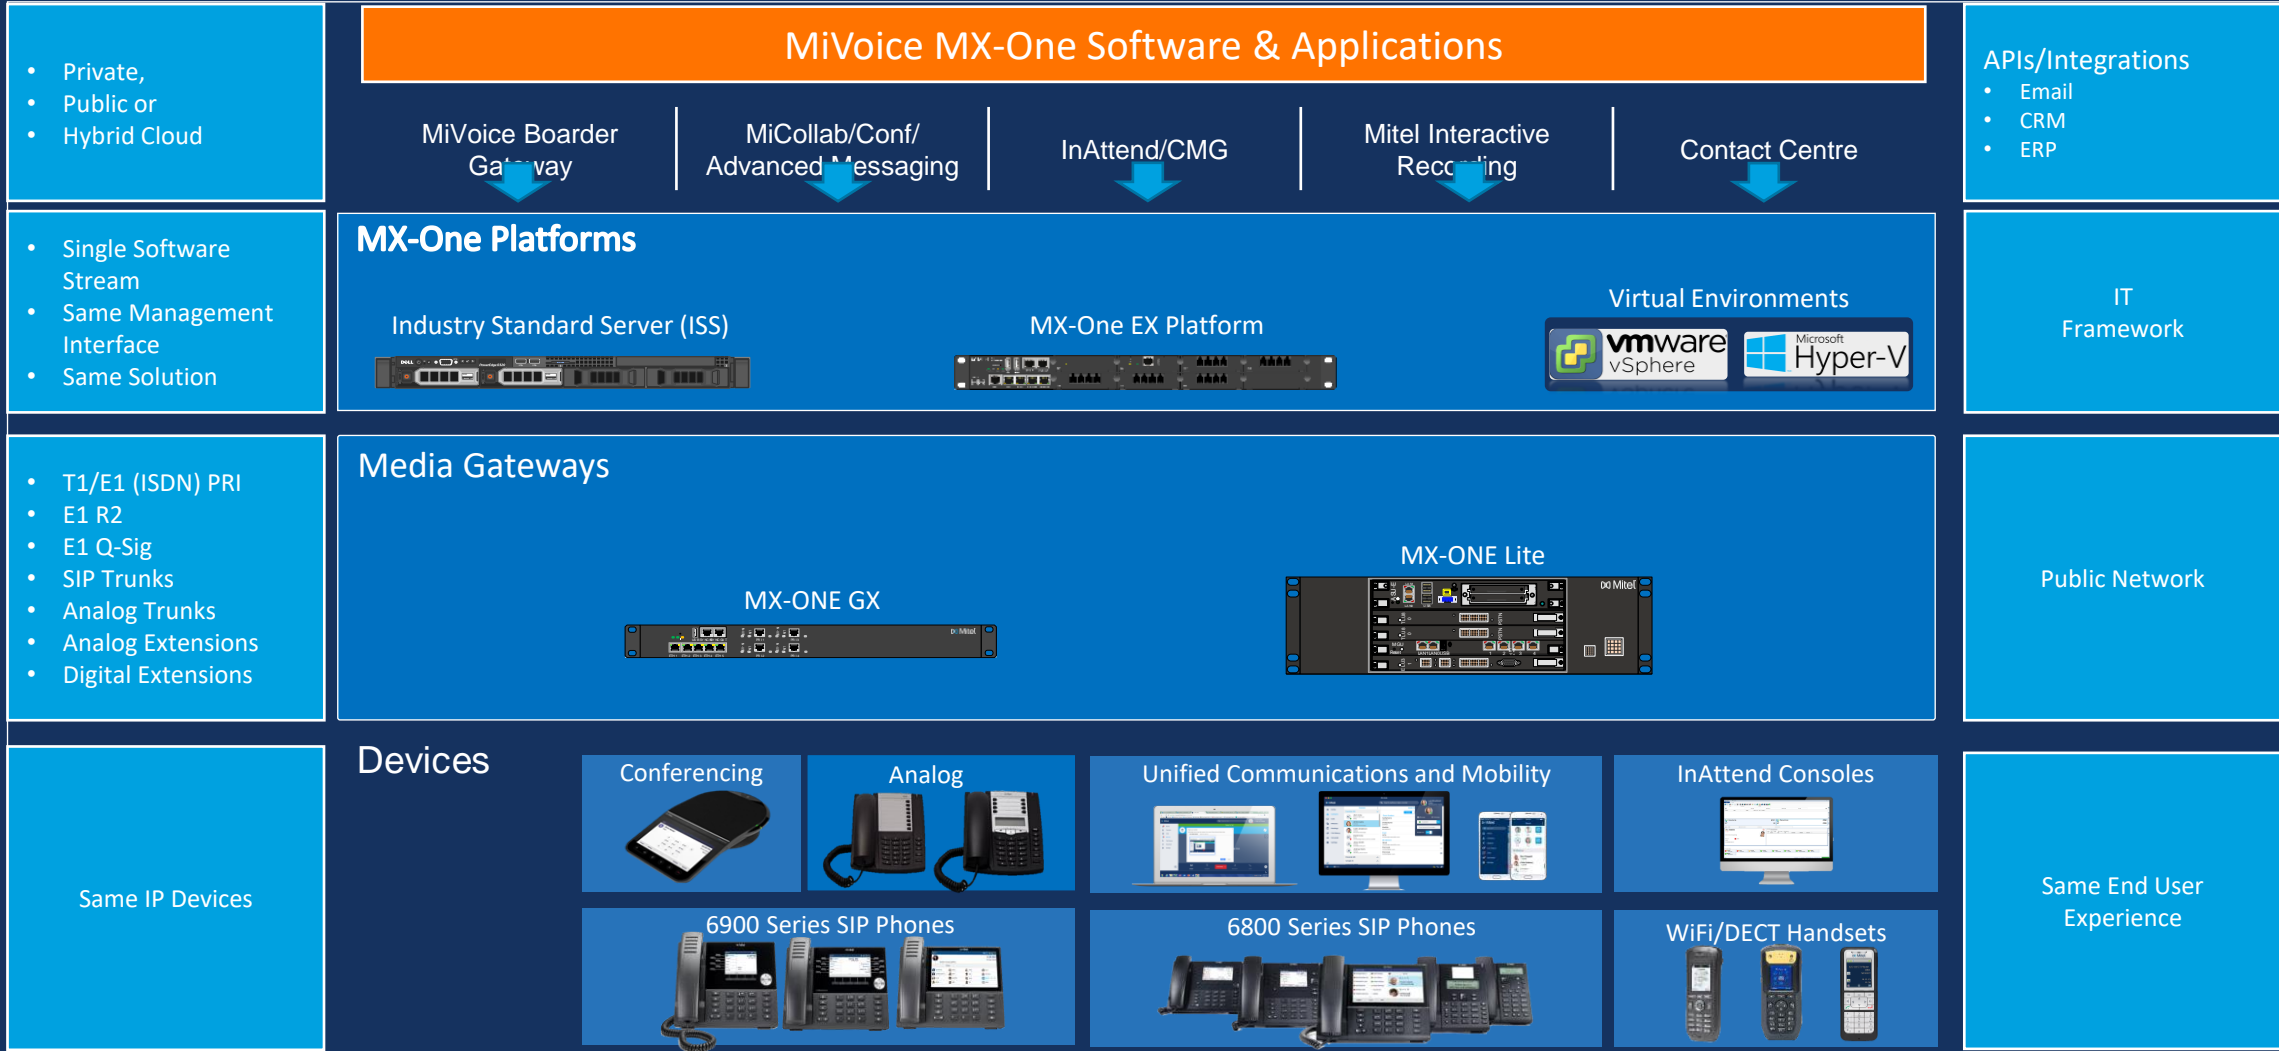 • Private,
• Public or
• Hybrid Cloud
MiVoice MX-One Software & Applications
APIs/Integrations
• Email
• CRM
• ERP
MiVoice Boarder
Gateway
MiCollab/Conf/
Advanced Messaging
InAttend/CMG
Mitel Interactive
Recording
Contact Centre
• Single Software
Stream
• Same Management
Interface
• Same Solution
MX-One Platforms
Industry Standard Server (ISS)
DELL
MX-One EX Platform
Virtual Environments
vmware
vSphere
Microsoft
Hyper-V
IT
Framework
• T1/E1 (ISDN) PRI
• E1 R2
• E1 Q-Sig
• SIP Trunks
• Analog Trunks
• Analog Extensions
• Digital Extensions
Media Gateways
MX-ONE GX
Mitel
MX-ONE Lite
Mitel
Public Network
Same IP Devices
Devices
Conferencing
Analog
Unified Communications and Mobility
InAttend Consoles
6900 Series SIP Phones
6800 Series SIP Phones
WiFi/DECT Handsets
Same End User
Experience